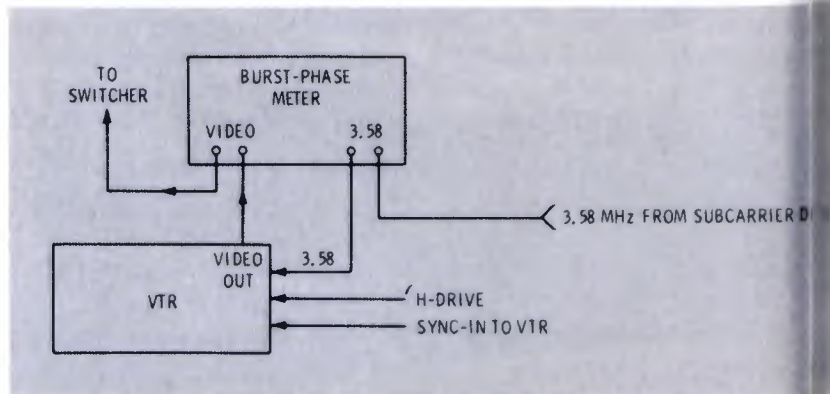 TO
SWITCHER
BURST-PHASE
METER
VIDEO
3.58
3.58 MHz FROM SUBCARRIER
VIDEO
OUT
3.58
VTR
H-DRIVE
SYNC-IN TO VTR